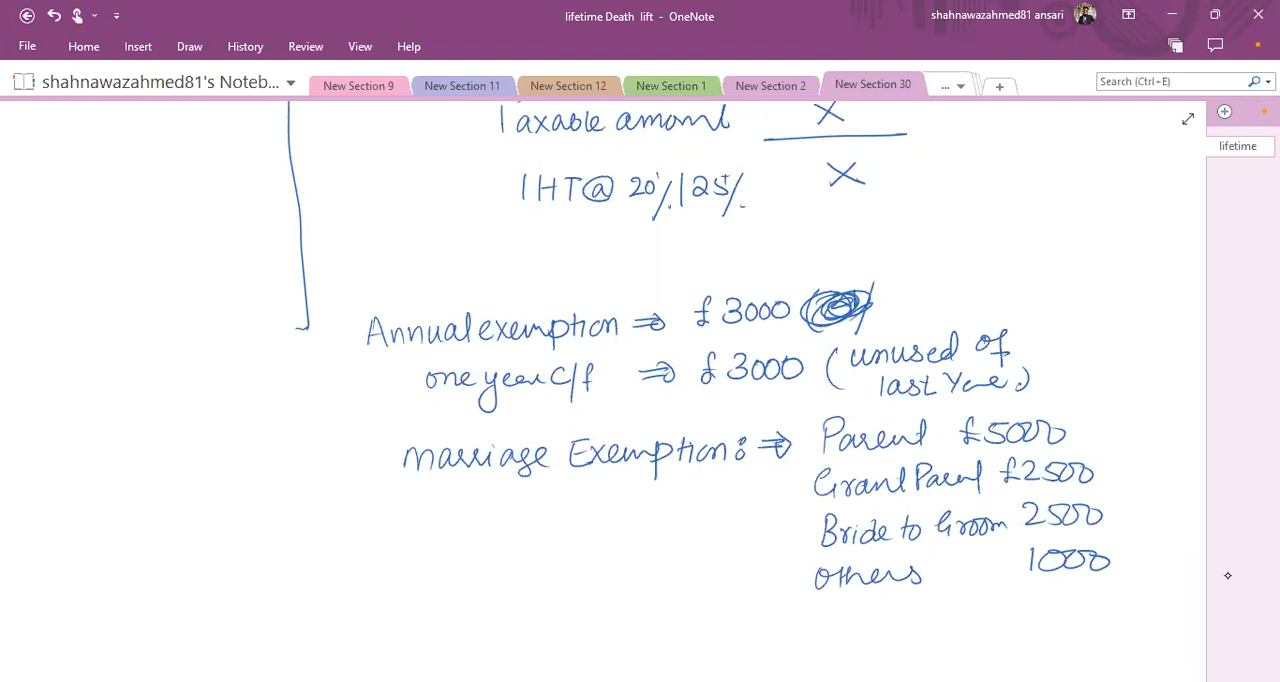 lifetime Death lift - OneNote
shahnawazahmed81 ansari
File Home Insert Draw History Review View Help
shahnawazahmed81's Noteb... New Section 9 New Section 11 New Section 12 New Section 1 New Section 2 New Section 30 ... Search (Ctrl+E)
lifetime
Taxable amount X
IHT@ 20%/25% X
Annual exemption ⇒ £3000
one year C/f ⇒ £3000 (unused of
last Year)
Marriage Exemption: ⇒ Parent £5000
Grand Parent £2500
Bride to Groom 2500
others 1000